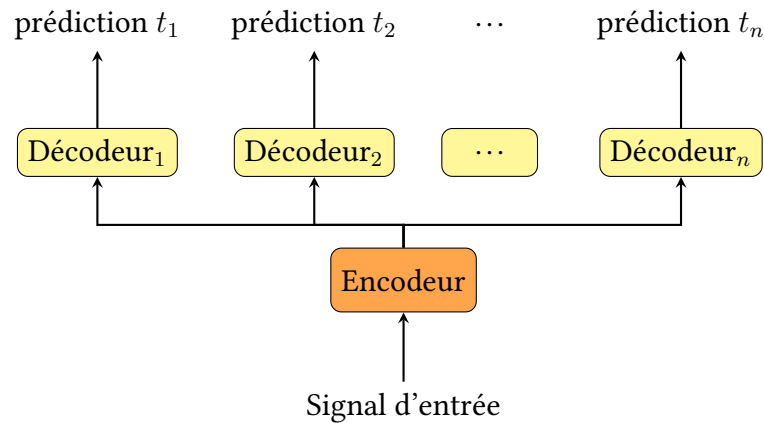 prédiction t₁ prédiction t₂ ⋯ prédiction tₙ
Décodeur₁ Décodeur₂ ⋯ Décodeurₙ
Encodeur
Signal d'entrée